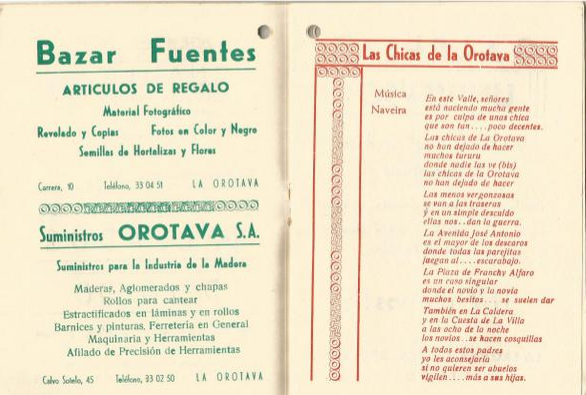 Bazar Fuentes
ARTICULOS DE REGALO
Material Fotográfico
Revelado y Copias Fotos en Color y Negro
Semillas de Hortalizas y Flores
Carrera, 10 Teléfono, 33 04 51 LA OROTAVA
Suministros OROTAVA S.A.
Suministros para la Industria de la Madera
Maderas, Aglomerados y chapas
Rollos para cantear
Estractificados en láminas y en rollos
Barnices y pinturas, Ferretería en General
Maquinaria y Herramientas
Afilado de Precisión de Herramientas
Calvo Sotelo, 45 Teléfono, 33 02 50 LA OROTAVA
Las Chicas de la Orotava
Música
Naveira
En este Valle, señores
está naciendo mucha gente
es por culpa de unas chica
que son tan....poco decentes.
Las chicas de La Orotava
no han dejado de hacer
muchos tururu
donde nadie las ve (bis)
las chicas de La Orotava
no han dejado de hacer
Las menos vergonzosas
se van a las traseras
y en un simple descuido
ellas nos..dan la guerra.
La Avenida José Antonio
es el mayor de los descaros
donde todas las parejitas
juegan al....escarabajo.
La Plaza de Franchy Alfaro
es un caso singular
donde el novio y la novia
muchos besitos... se suelen dar
También en La Caldera
y en la Cuesta de La Villa
a las ocho de la noche
los novios..se hacen cosquillas
A todos estos padres
yo les aconsejaría
si no quieren ser abuelos
vigilen....más a sus hijas.